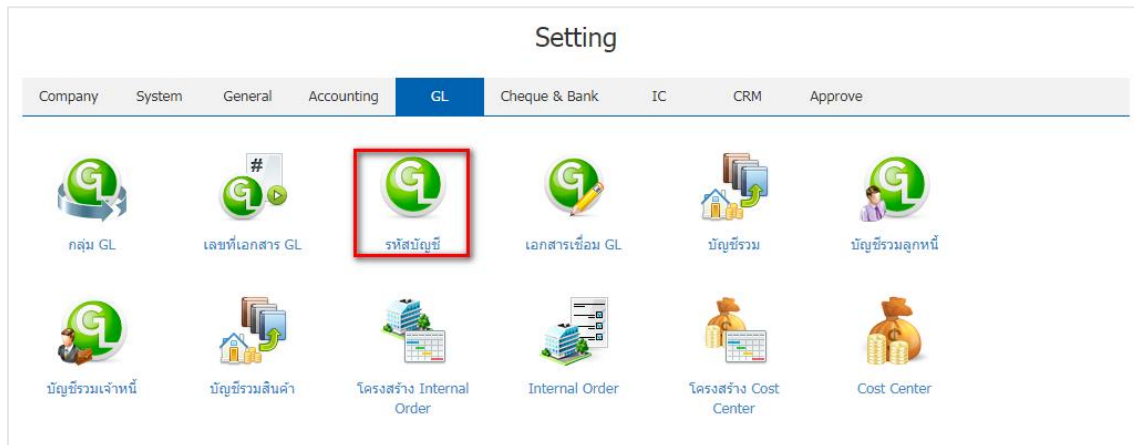 Setting
Company System General Accounting GL Cheque & Bank IC CRM Approve
กลุ่ม GL เลขที่เอกสาร GL รหัสบัญชี เอกสารเชื่อม GL บัญชีรวม บัญชีรวมลูกหนี้
บัญชีรวมเจ้าหนี้ บัญชีรวมสินค้า โครงสร้าง Internal Internal Order โครงสร้าง Cost Cost Center
Order Center